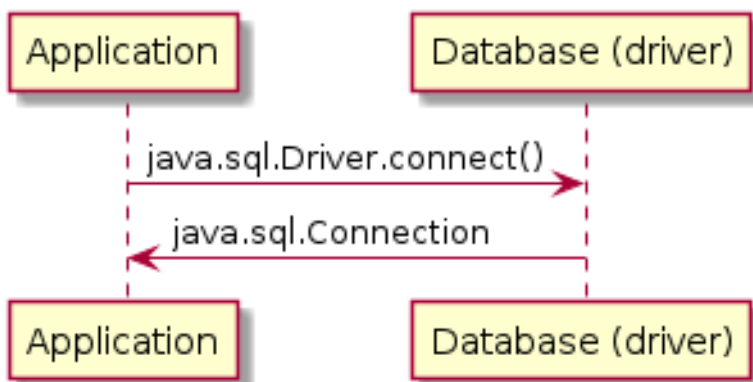 Application
Database (driver)
java.sql.Driver.connect()
java.sql.Connection
Application
Database (driver)